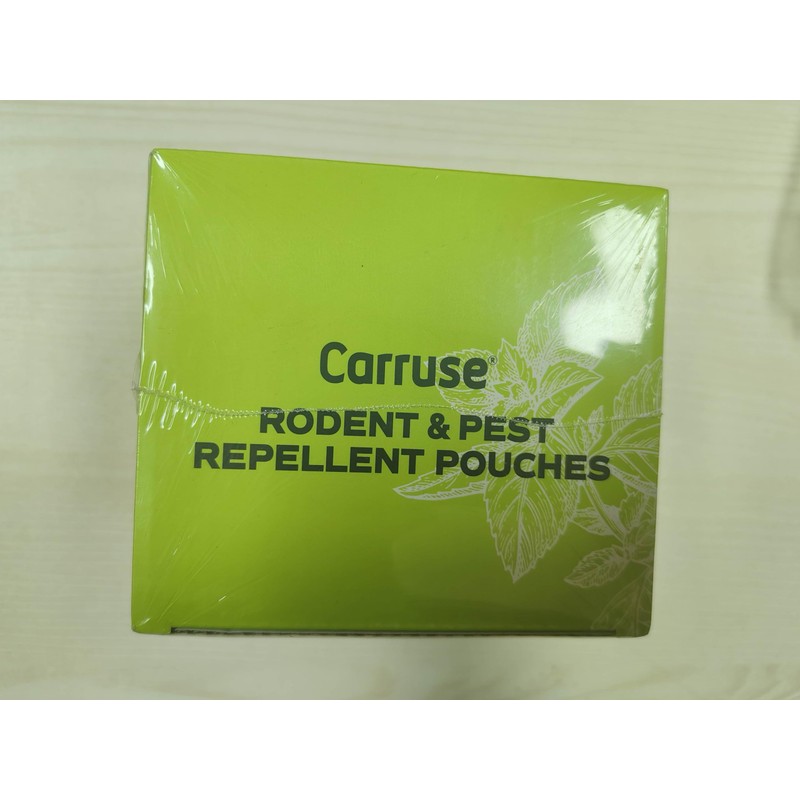 Carruse®
RODENT & PEST
REPELLENT POUCHES